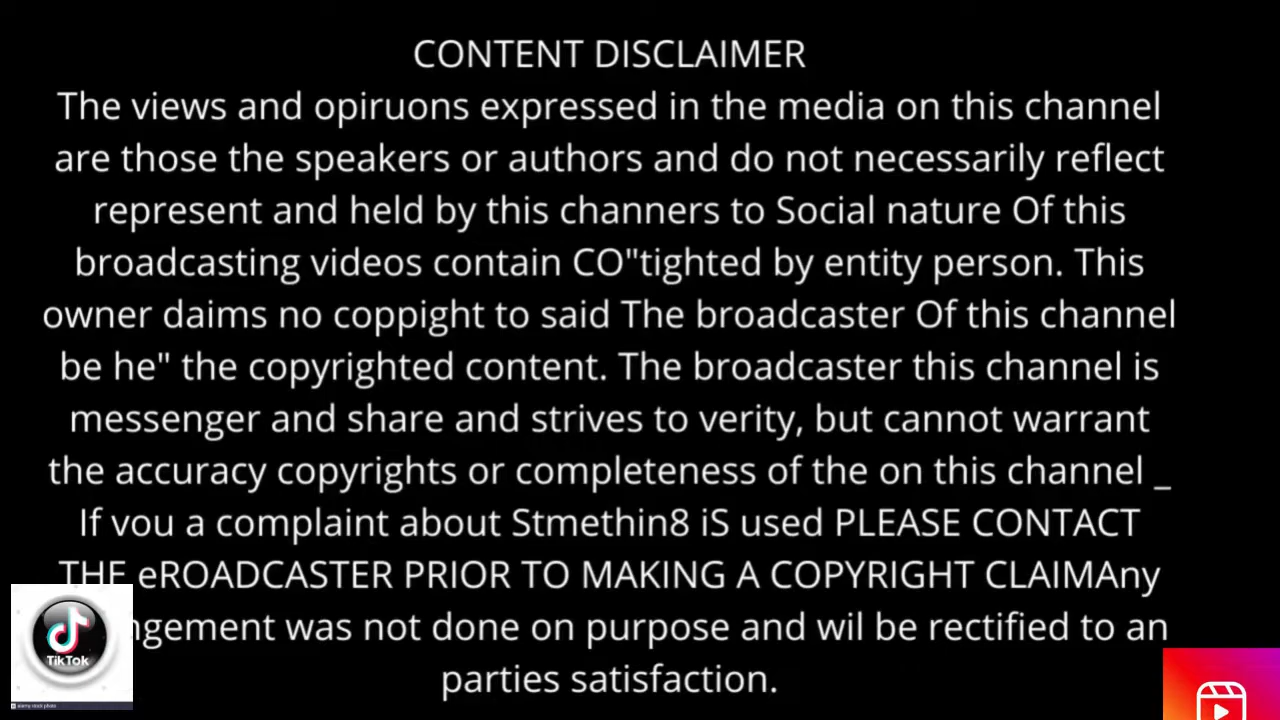 CONTENT DISCLAIMER
The views and opiruons expressed in the media on this channel
are those the speakers or authors and do not necessarily reflect
represent and held by this channers to Social nature Of this
broadcasting videos contain CO"tighted by entity person. This
owner daims no coppight to said The broadcaster Of this channel
be he" the copyrighted content. The broadcaster this channel is
messenger and share and strives to verity, but cannot warrant
the accuracy copyrights or completeness of the on this channel _
If vou a complaint about Stmethin8 iS used PLEASE CONTACT
THE eROADCASTER PRIOR TO MAKING A COPYRIGHT CLAIMAny
ngement was not done on purpose and wil be rectified to an
parties satisfaction.
TikTok